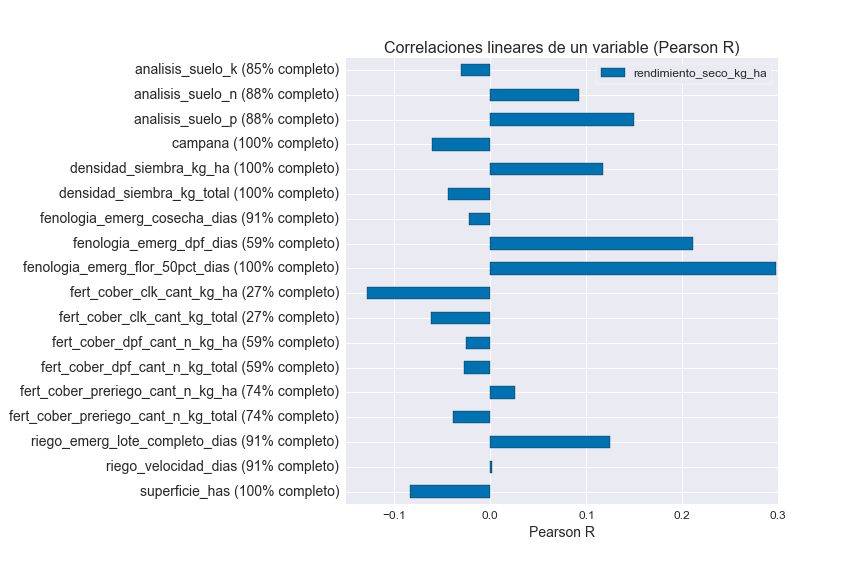 Correlaciones lineares de un variable (Pearson R)
rendimiento_seco_kg_ha
analisis_suelo_k (85% completo)
analisis_suelo_n (88% completo)
analisis_suelo_p (88% completo)
campana (100% completo)
densidad_siembra_kg_ha (100% completo)
densidad_siembra_kg_total (100% completo)
fenologia_emerg_cosecha_dias (91% completo)
fenologia_emerg_dpf_dias (59% completo)
fenologia_emerg_flor_50pct_dias (100% completo)
fert_cober_clk_cant_kg_ha (27% completo)
fert_cober_clk_cant_kg_total (27% completo)
fert_cober_dpf_cant_n_kg_ha (59% completo)
fert_cober_dpf_cant_n_kg_total (59% completo)
fert_cober_preriego_cant_n_kg_ha (74% completo)
fert_cober_preriego_cant_n_kg_total (74% completo)
riego_emerg_lote_completo_dias (91% completo)
riego_velocidad_dias (91% completo)
superficie_has (100% completo)
−0.1 0.0 0.1 0.2 0.3
Pearson R